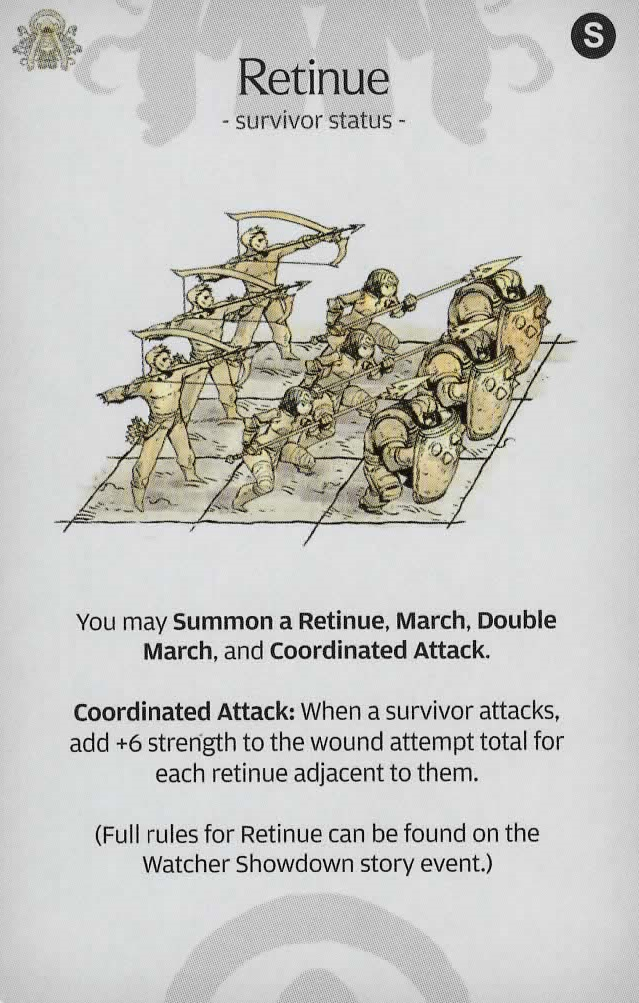 S
Retinue
- survivor status -
You may Summon a Retinue, March, Double
March, and Coordinated Attack.
Coordinated Attack: When a survivor attacks,
add +6 strength to the wound attempt total for
each retinue adjacent to them.
(Full rules for Retinue can be found on the
Watcher Showdown story event.)